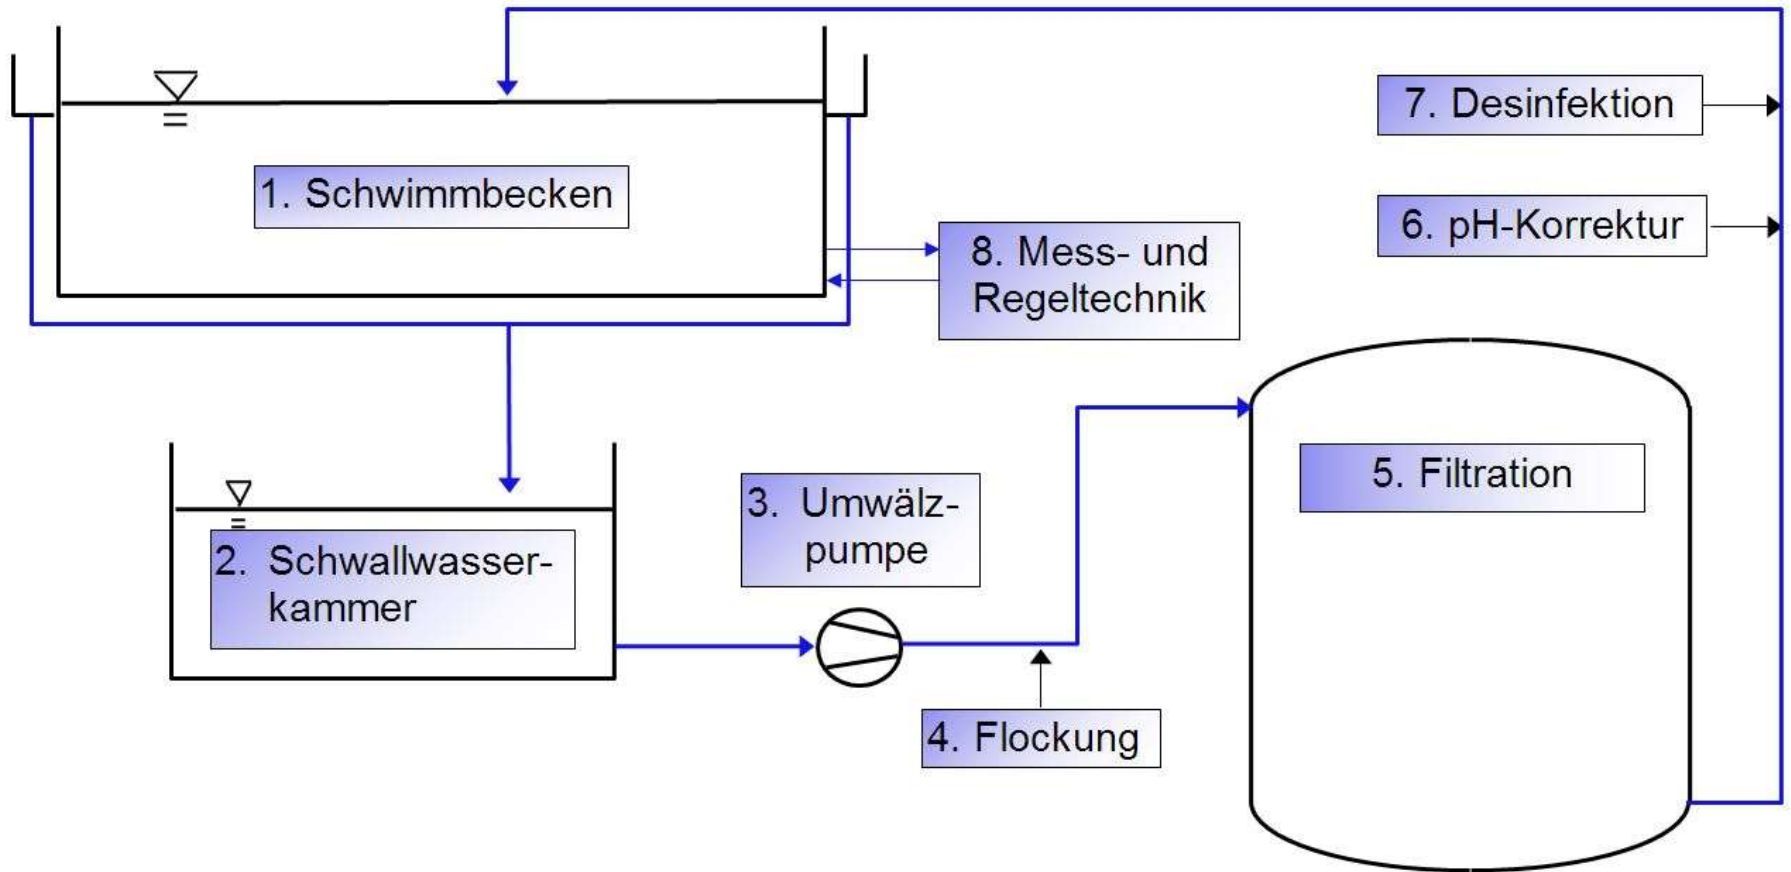 7. Desinfektion
1. Schwimmbecken
6. pH-Korrektur
8. Mess- und
Regeltechnik
5. Filtration
3. Umwälz-
pumpe
2. Schwallwasser-
kammer
4. Flockung